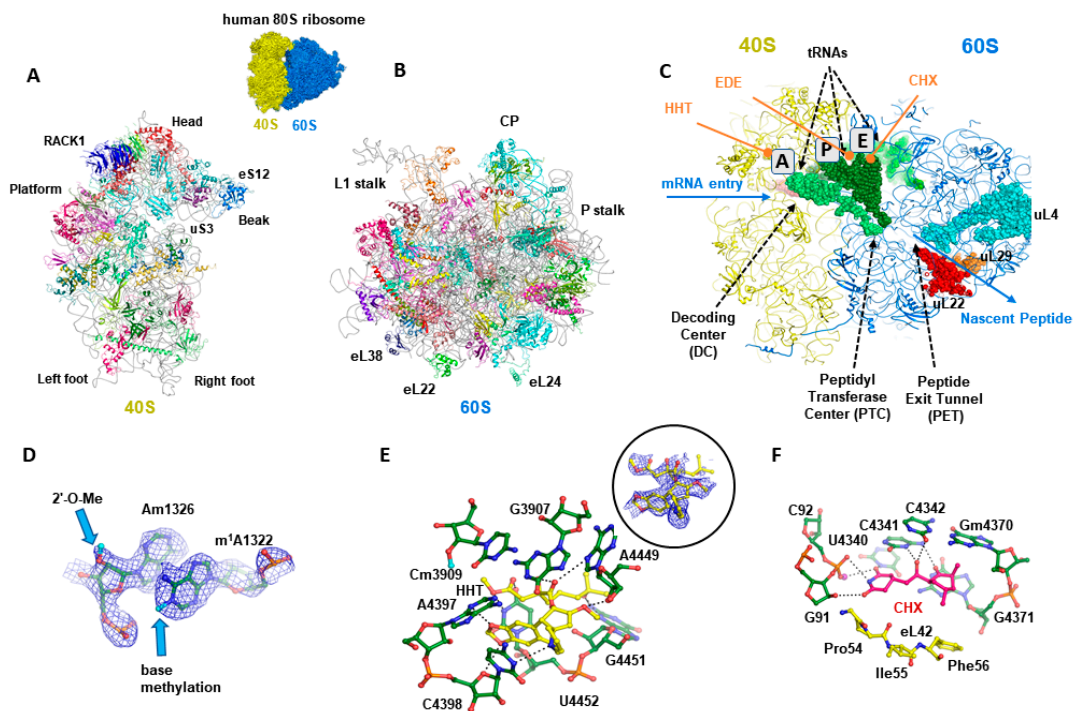 human 80S ribosome
40S 60S
A
Head
RACK1
Platform
eS12
Beak
uS3
Left foot
Right foot
40S
B
CP
L1 stalk
P stalk
eL38
eL22
eL24
60S
C
40S
60S
tRNAs
EDE
CHX
HHT
A
P
E
mRNA entry
uL4
uL29
uL22
Nascent Peptide
Decoding
Center
(DC)
Peptidyl
Transferase
Center (PTC)
Peptide
Exit Tunnel
(PET)
D
2'-O-Me
Am1326
m¹A1322
base
methylation
E
G3907
A4449
Cm3909
HHT
A4397
G4451
C4398
U4452
F
C92
C4342
C4341
U4340
Gm4370
CHX
G91
eL42
G4371
Pro54
Ile55
Phe56